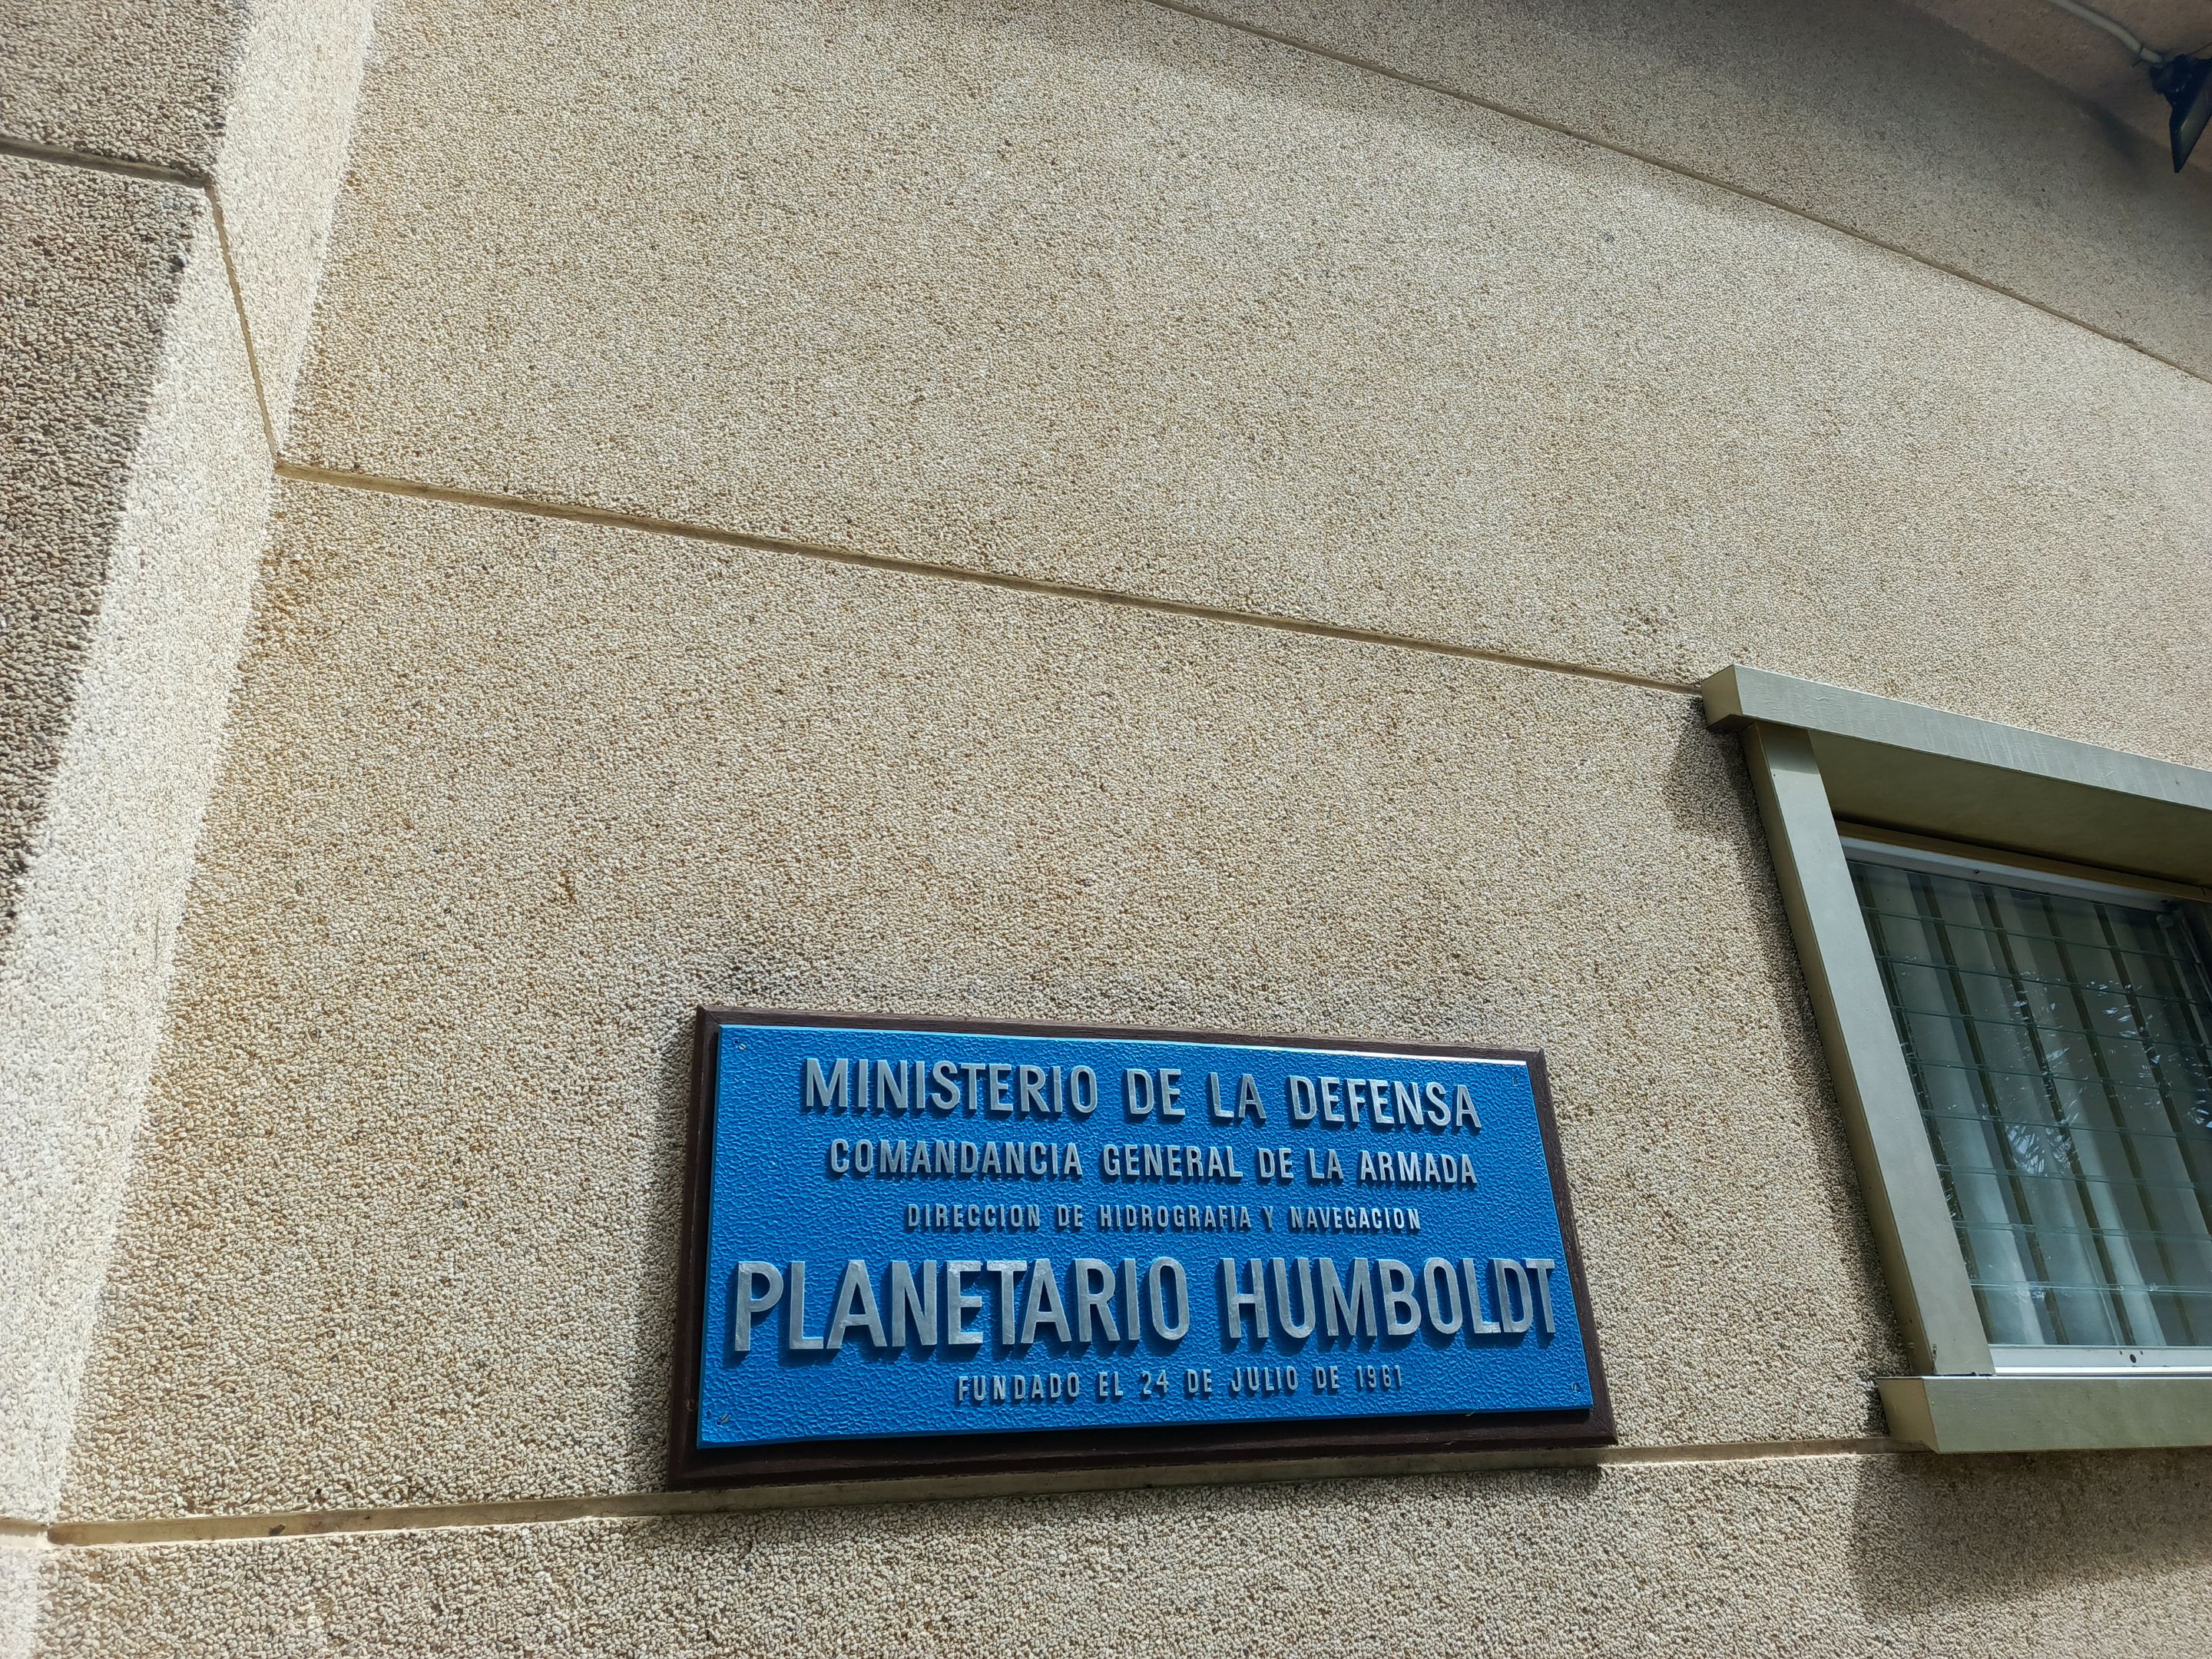 MINISTERIO DE LA DEFENSA
COMANDANCIA GENERAL DE LA ARMADA
DIRECCION DE HIDROGRAFIA Y NAVEGACION
PLANETARIO HUMBOLDT
FUNDADO EL 24 DE JULIO DE 1961